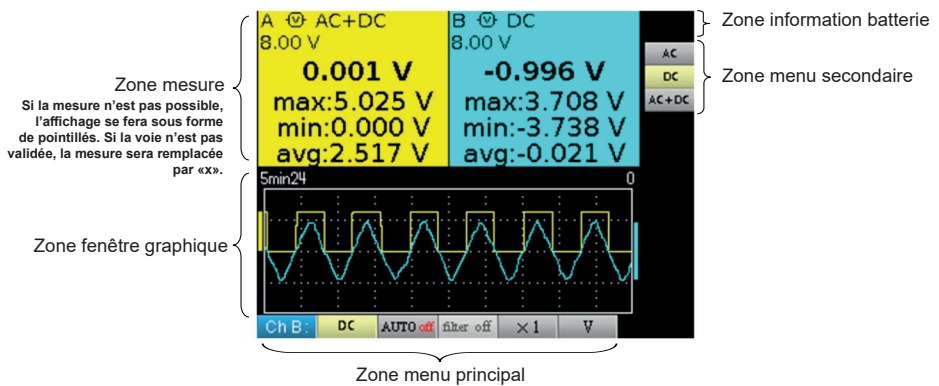 A V AC+DC
8.00 V
0.001 V
max:5.025 V
min:0.000 V
avg:2.517 V
B V DC
8.00 V
-0.996 V
max:3.708 V
min:-3.738 V
avg:-0.021 V
Zone information batterie
AC
DC
AC+DC
Zone menu secondaire
Zone mesure
Si la mesure n’est pas possible,
l’affichage se fera sous forme
de pointillés. Si la voie n’est pas
validée, la mesure sera remplacée
par «x».
5min24
0
Zone fenêtre graphique
Ch B:
DC
AUTO off
filter off
×1
V
Zone menu principal